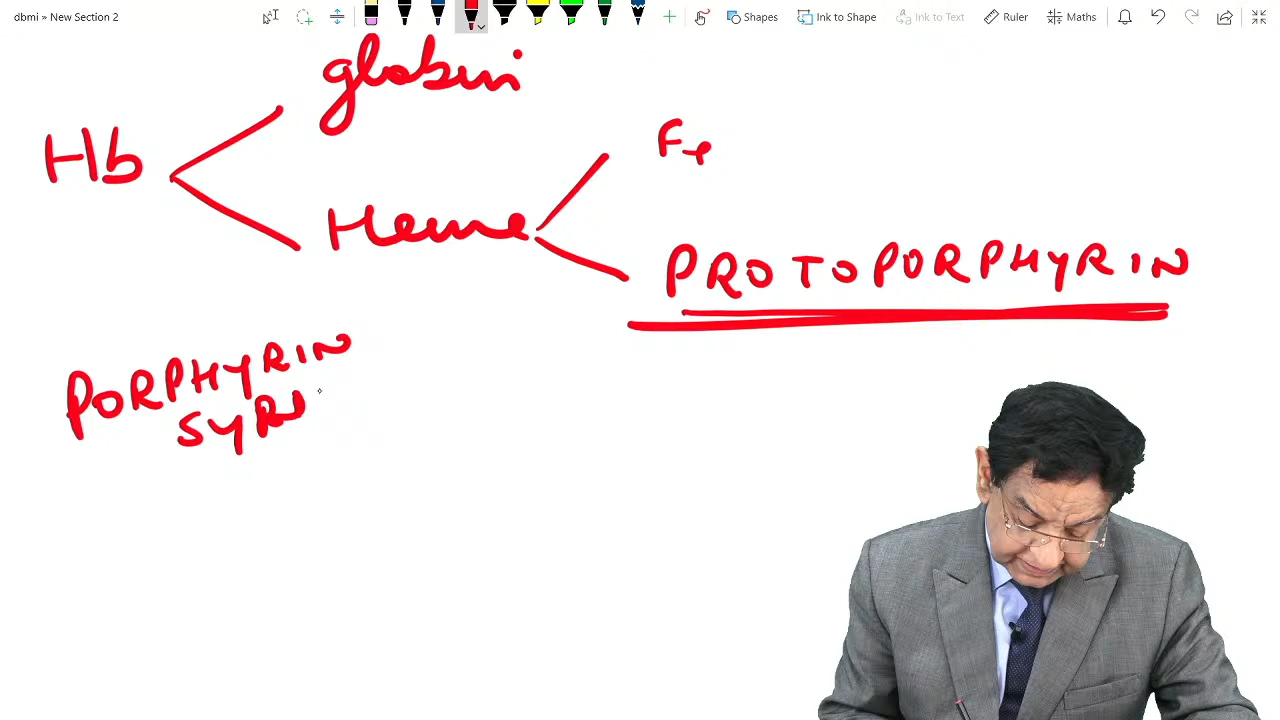 dbmi » New Section 2
Shapes
Ink to Shape
Ink to Text
Ruler
Maths
globin
Hb
Fe
Heme
PROTOPORPHYRIN
PORPHYRIN